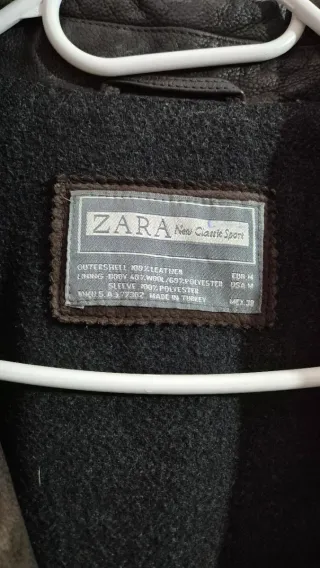 ZARA New Classic Sport
OUTERSHELL 100% LEATHER EUR M
LINING: BODY 40% WOOL/60% POLYESTER USA M
SLEEVE 100% POLYESTER
MADE IN TURKEY MEX.38